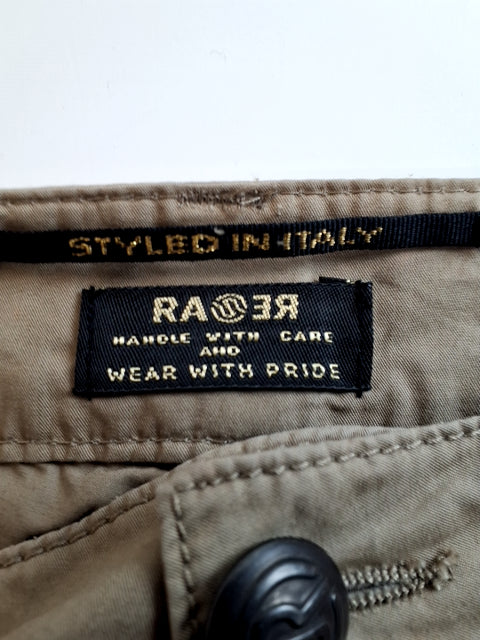 STYLED IN ITALY
RA ER
HANDLE WITH CARE
AND
WEAR WITH PRIDE